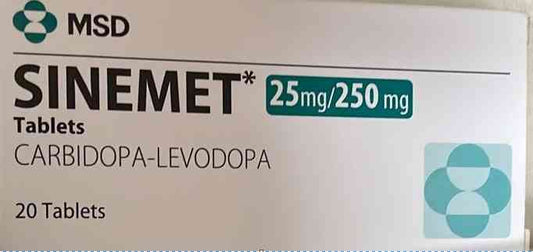 MSD
SINEMET* 25mg/250 mg
Tablets
CARBIDOPA-LEVODOPA
20 Tablets